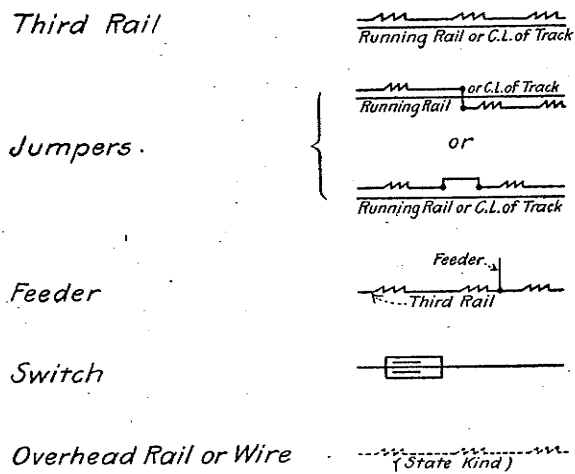 Third Rail
Running Rail or C.L. of Track
or C.L. of Track
Running Rail
Jumpers.
or
Running Rail or C.L. of Track
Feeder
Feeder
Third Rail
Switch
Overhead Rail or Wire
(State Kind)